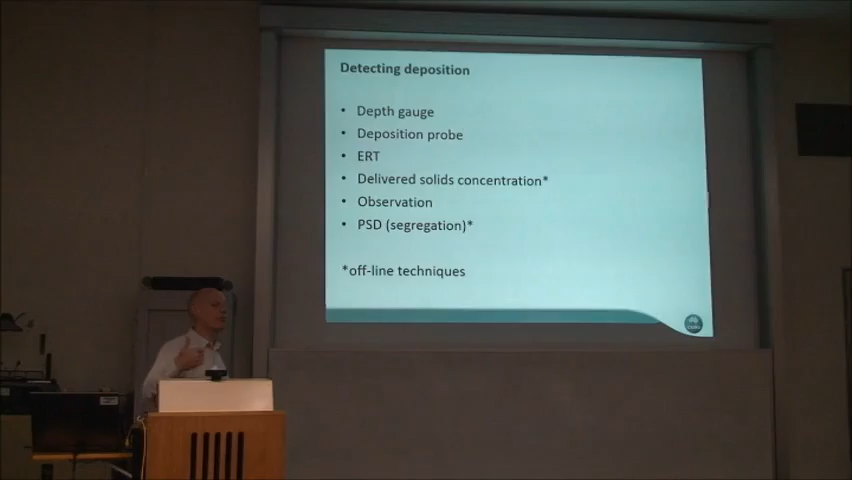 Detecting deposition
• Depth gauge
• Deposition probe
• ERT
• Delivered solids concentration*
• Observation
• PSD (segregation)*
*off-line techniques